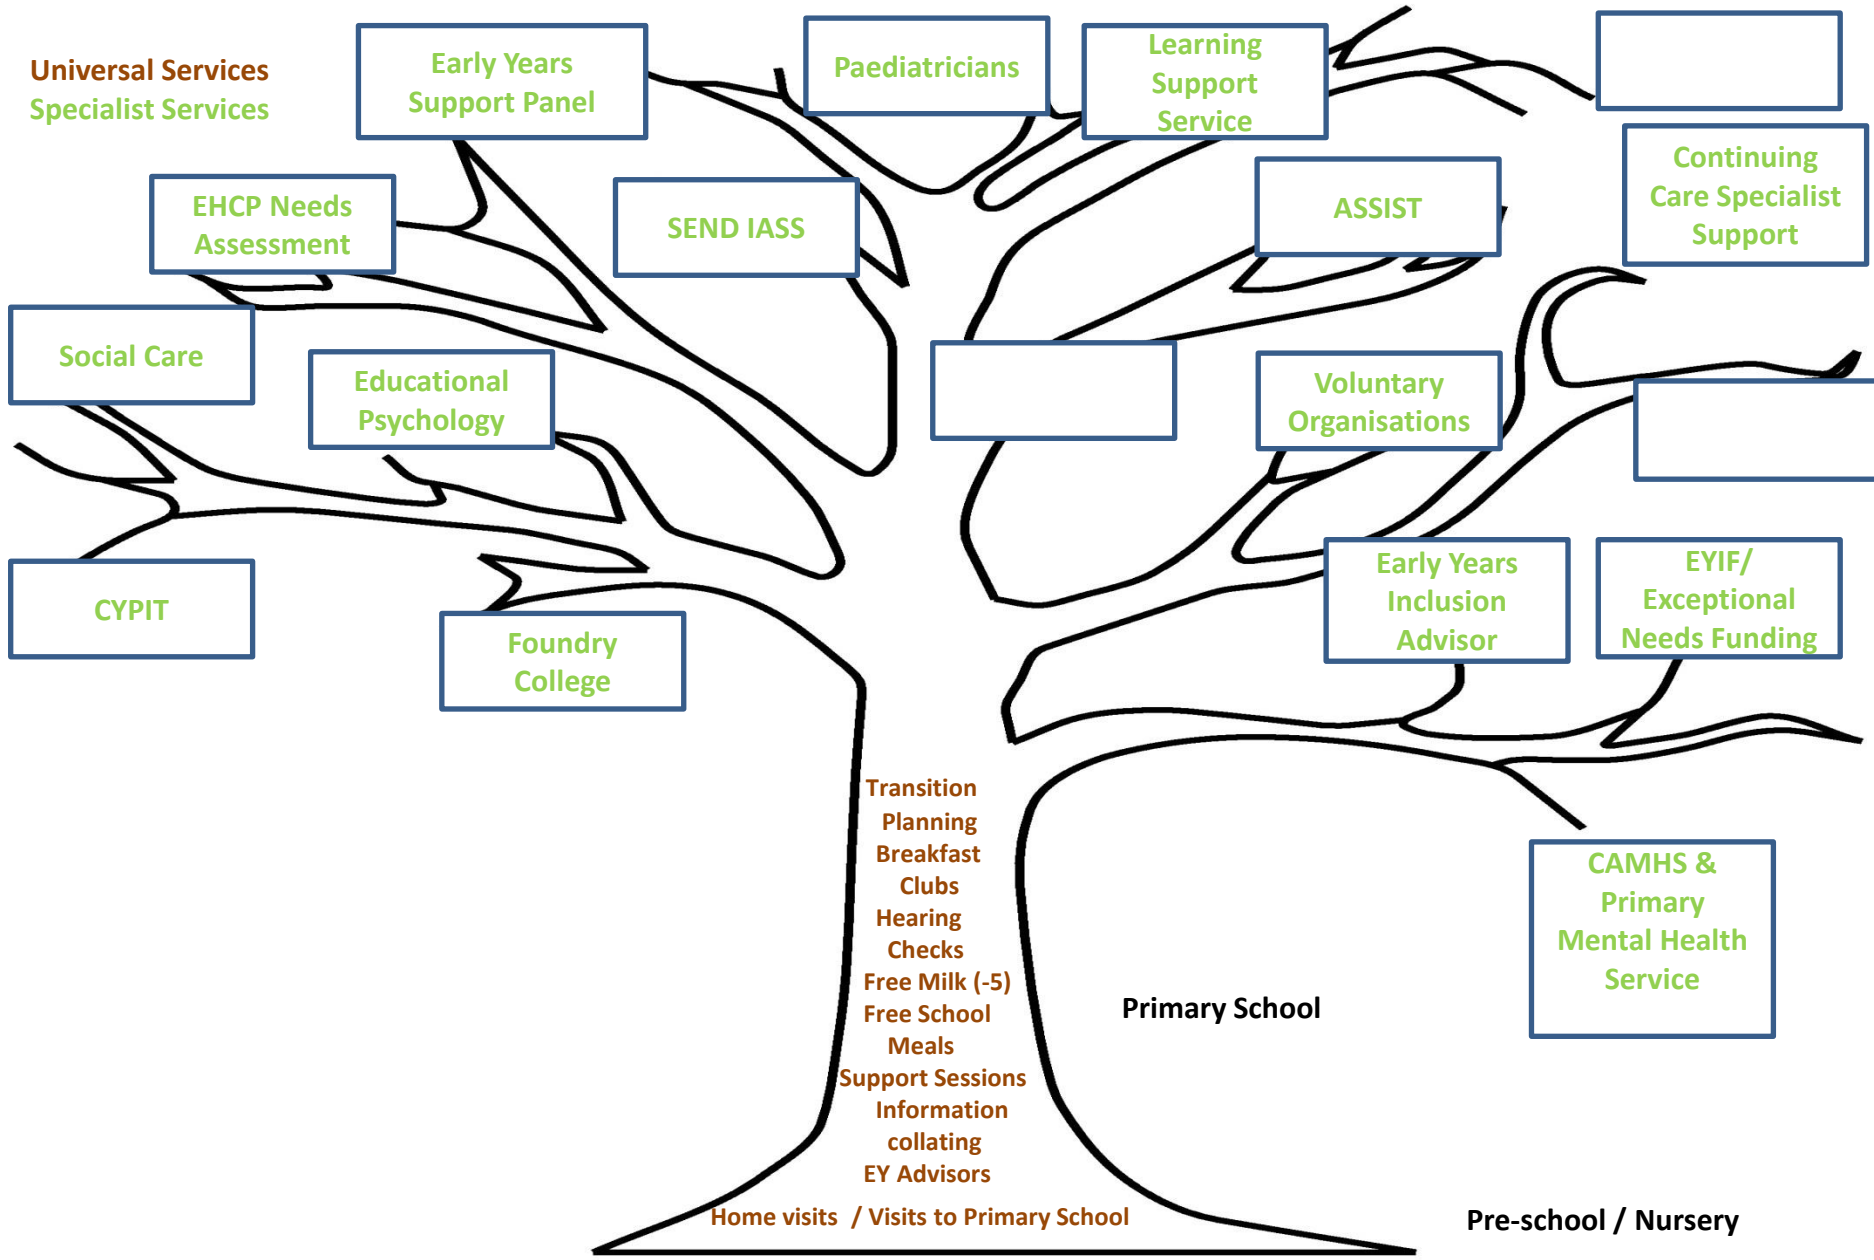 Universal Services
Specialist Services
Early Years
Support Panel
Paediatricians
Learning
Support
Service
EHCP Needs
Assessment
SEND IASS
ASSIST
Continuing
Care Specialist
Support
Social Care
Educational
Psychology
Voluntary
Organisations
CYPIT
Foundry
College
Early Years
Inclusion
Advisor
EYIF/
Exceptional
Needs Funding
Transition
Planning
Breakfast
Clubs
Hearing
Checks
Free Milk (-5)
Free School
Meals
Support Sessions
Information
collating
EY Advisors
Home visits / Visits to Primary School
CAMHS &
Primary
Mental Health
Service
Primary School
Pre-school / Nursery